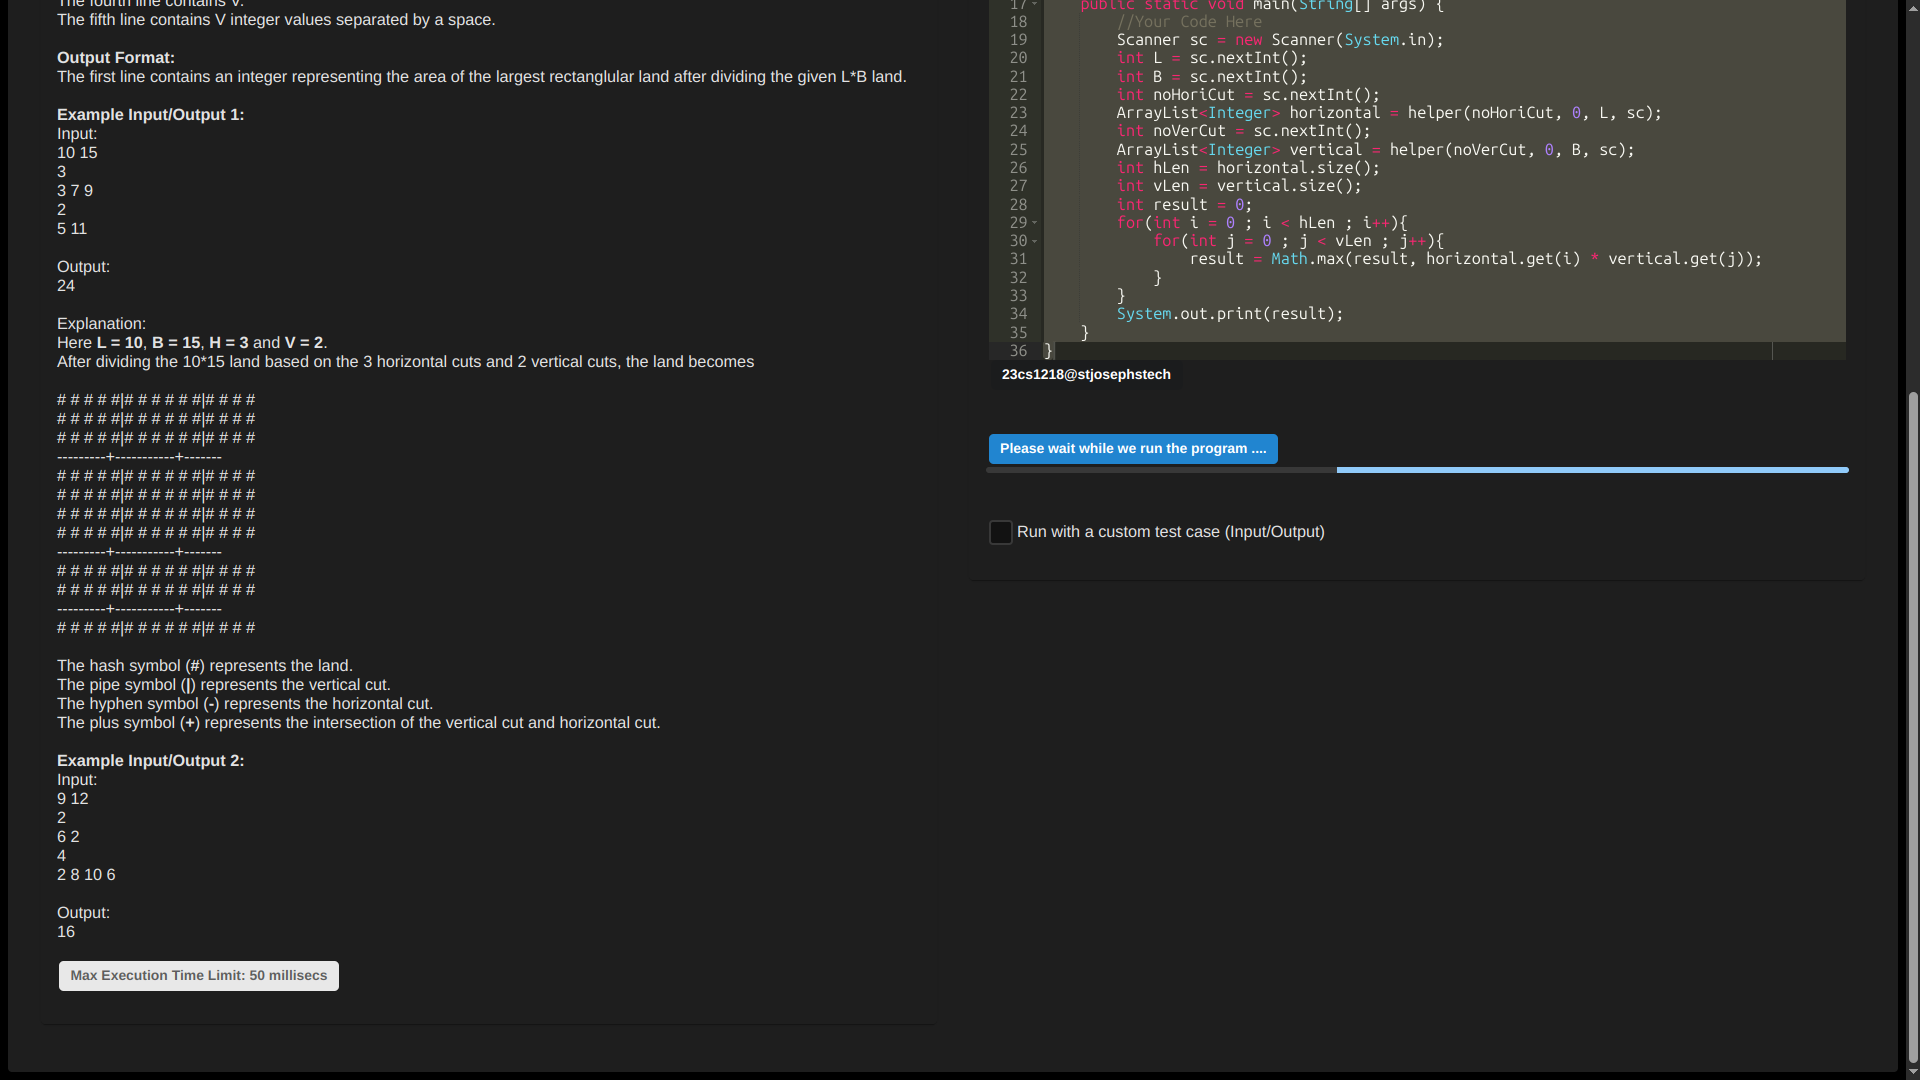 The fourth line contains V.
The fifth line contains V integer values separated by a space.
Output Format:
The first line contains an integer representing the area of the largest rectanglular land after dividing the given L*B land.
Example Input/Output 1:
Input:
10 15
3
3 7 9
2
5 11
Output:
24
Explanation:
Here L = 10, B = 15, H = 3 and V = 2.
After dividing the 10*15 land based on the 3 horizontal cuts and 2 vertical cuts, the land becomes
# # # # #|# # # # # #|# # # #
# # # # #|# # # # # #|# # # #
# # # # #|# # # # # #|# # # #
---------+-----------+-------
# # # # #|# # # # # #|# # # #
# # # # #|# # # # # #|# # # #
# # # # #|# # # # # #|# # # #
# # # # #|# # # # # #|# # # #
---------+-----------+-------
# # # # #|# # # # # #|# # # #
# # # # #|# # # # # #|# # # #
---------+-----------+-------
# # # # #|# # # # # #|# # # #
The hash symbol (#) represents the land.
The pipe symbol (|) represents the vertical cut.
The hyphen symbol (-) represents the horizontal cut.
The plus symbol (+) represents the intersection of the vertical cut and horizontal cut.
Example Input/Output 2:
Input:
9 12
2
6 2
4
2 8 10 6
Output:
16
Max Execution Time Limit: 50 millisecs
17 public static void main(String[] args) {
18 //Your Code Here
19 Scanner sc = new Scanner(System.in);
20 int L = sc.nextInt();
21 int B = sc.nextInt();
22 int noHoriCut = sc.nextInt();
23 ArrayList<Integer> horizontal = helper(noHoriCut, 0, L, sc);
24 int noVerCut = sc.nextInt();
25 ArrayList<Integer> vertical = helper(noVerCut, 0, B, sc);
26 int hLen = horizontal.size();
27 int vLen = vertical.size();
28 int result = 0;
29 for(int i = 0 ; i < hLen ; i++){
30 for(int j = 0 ; j < vLen ; j++){
31 result = Math.max(result, horizontal.get(i) * vertical.get(j));
32 }
33 }
34 System.out.print(result);
35 }
36 }
23cs1218@stjosephstech
Please wait while we run the program ....
Run with a custom test case (Input/Output)